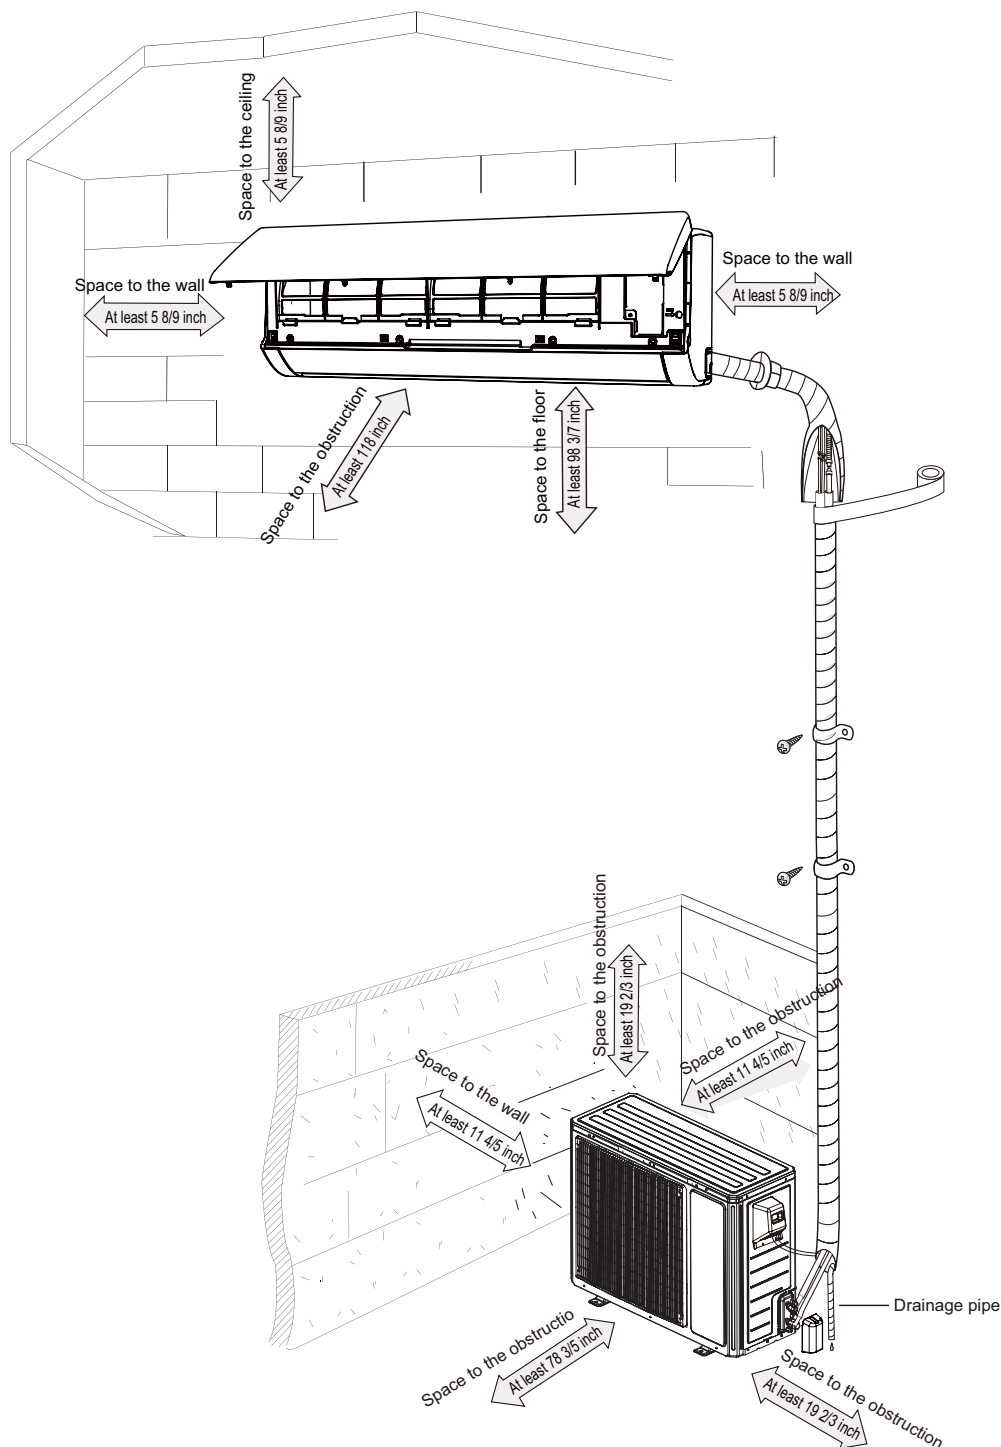 Space to the ceiling
At least 5 8/9 inch
Space to the wall
At least 5 8/9 inch
Space to the wall
At least 5 8/9 inch
Space to the obstruction
At least 118 inch
Space to the floor
At least 98 3/7 inch
Space to the obstruction
At least 19 2/3 inch
Space to the obstruction
At least 11 4/5 inch
Space to the wall
At least 11 4/5 inch
Drainage pipe
Space to the obstructio
At least 78 3/5 inch
Space to the obstruction
At least 19 2/3 inch